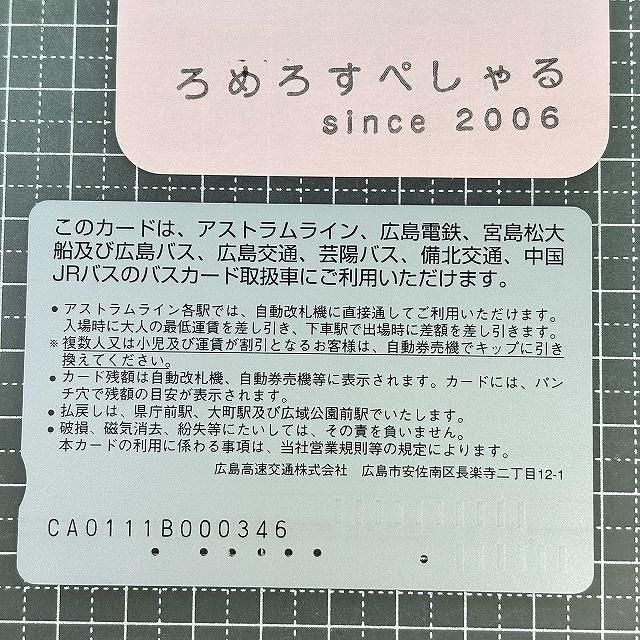 ろめろすぺしゃる
since 2006
このカードは、アストラムライン、広島電鉄、宮島松大
船及び広島バス、広島交通、芸陽バス、備北交通、中国
JRバスのバスカード取扱車にご利用いただけます。
● アストラムライン各駅では、自動改札機に直接通してご利用いただけます。
入場時に大人の最低運賃を差し引き、下車駅で出場時に差額を差し引きます。
※ 複数人又は小児及び運賃が割引となるお客様は、自動券売機でキップに引き
換えてください。
● カード残額は自動改札機、自動券売機等に表示されます。カードには、パン
チ穴で残額の目安が表示されます。
● 払戻しは、県庁前駅、大町駅及び広域公園前駅でいたします。
● 破損、磁気消去、紛失等にたいしては、その責を負いません。
本カードの利用に係わる事項は、当社営業規則等の規定によります。
広島高速交通株式会社 広島市安佐南区長楽寺二丁目12-1
CA0111B000346